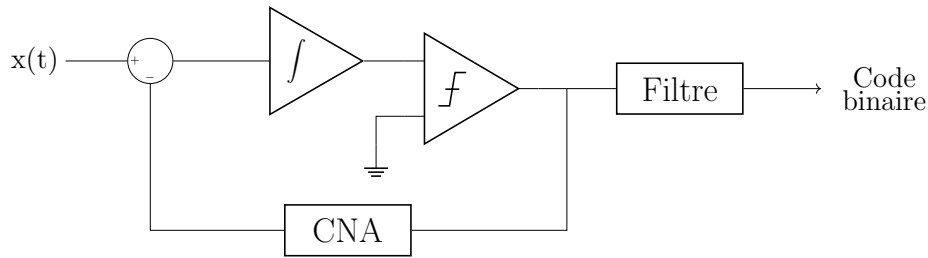 x(t)
+
−
∫
Filtre
Code
binaire
CNA